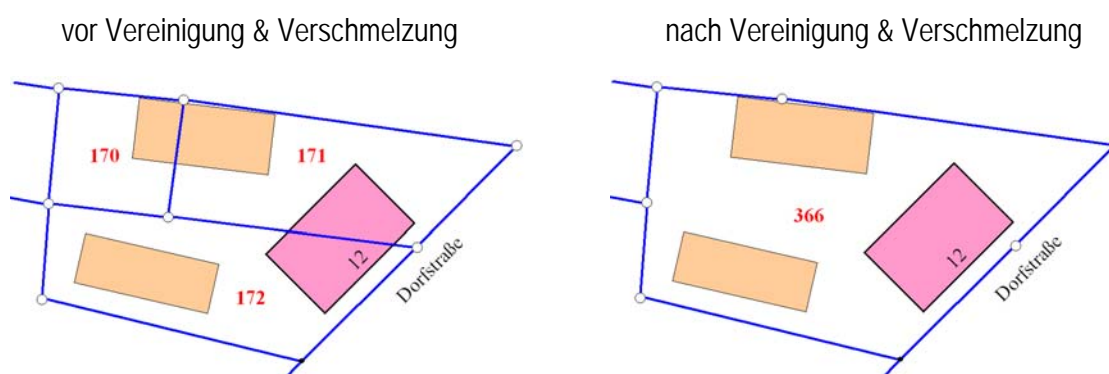 vor Vereinigung & Verschmelzung
170
171
12
Dorfstraße
172
nach Vereinigung & Verschmelzung
366
12
Dorfstraße